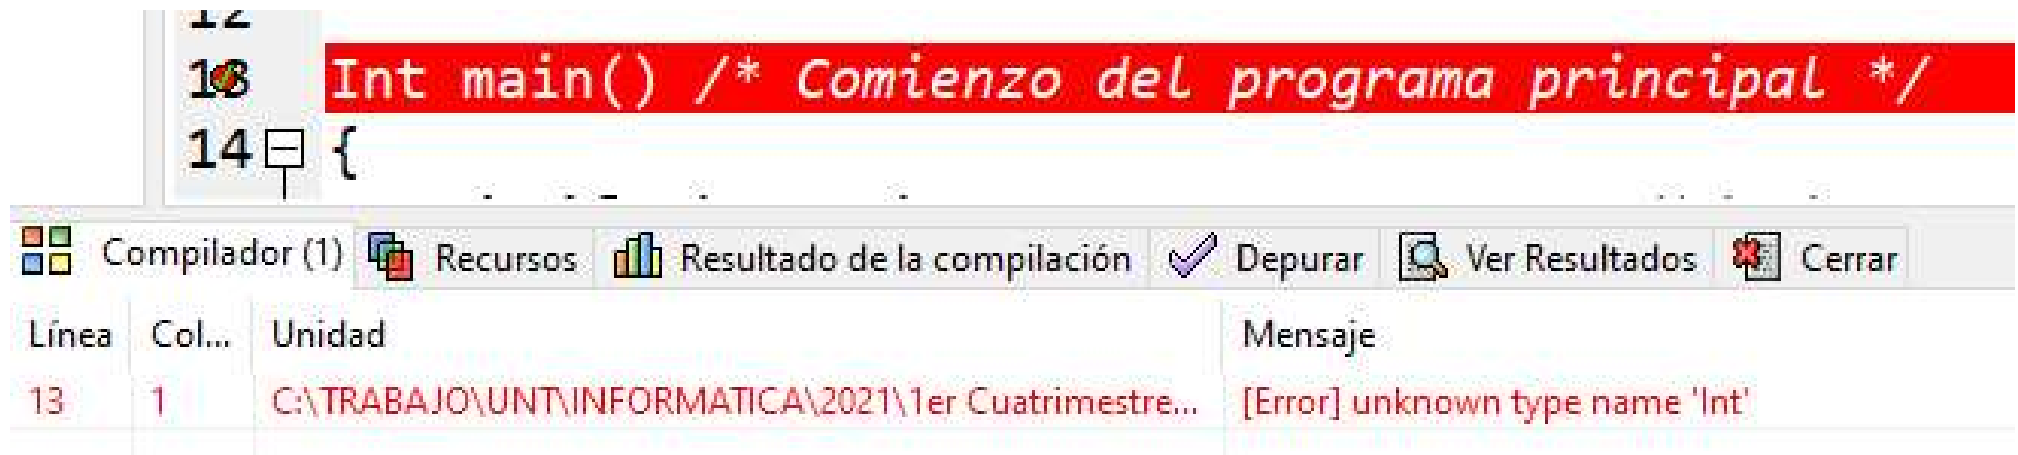 12
13 Int main() /* Comienzo del programa principal */
14 {
Compilador (1) Recursos Resultado de la compilación Depurar Ver Resultados Cerrar
Línea Col... Unidad Mensaje
13 1 C:\TRABAJO\UNT\INFORMATICA\2021\1er Cuatrimestre... [Error] unknown type name 'Int'